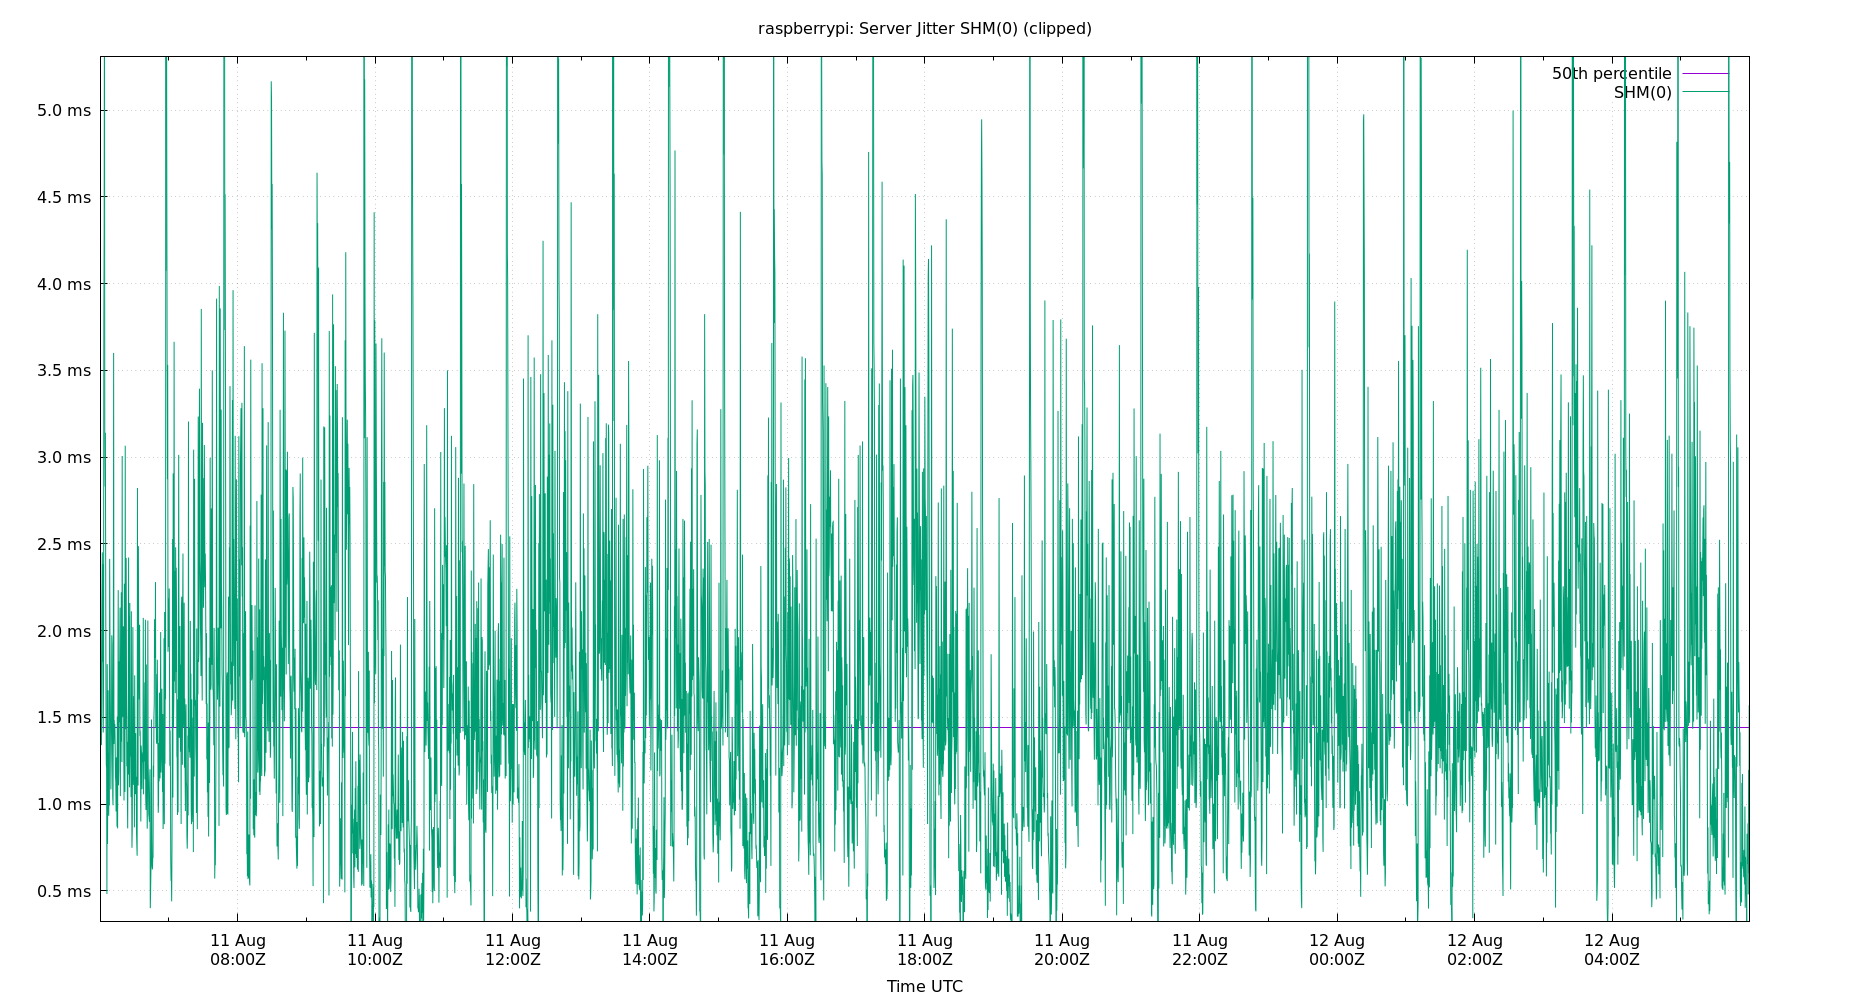 raspberrypi: Server Jitter SHM(0) (clipped)
50th percentile
SHM(0)
5.0 ms
4.5 ms
4.0 ms
3.5 ms
3.0 ms
2.5 ms
2.0 ms
1.5 ms
1.0 ms
0.5 ms
11 Aug 11 Aug 11 Aug 11 Aug 11 Aug 11 Aug 11 Aug 11 Aug 12 Aug 12 Aug 12 Aug
08:00Z 10:00Z 12:00Z 14:00Z 16:00Z 18:00Z 20:00Z 22:00Z 00:00Z 02:00Z 04:00Z
Time UTC